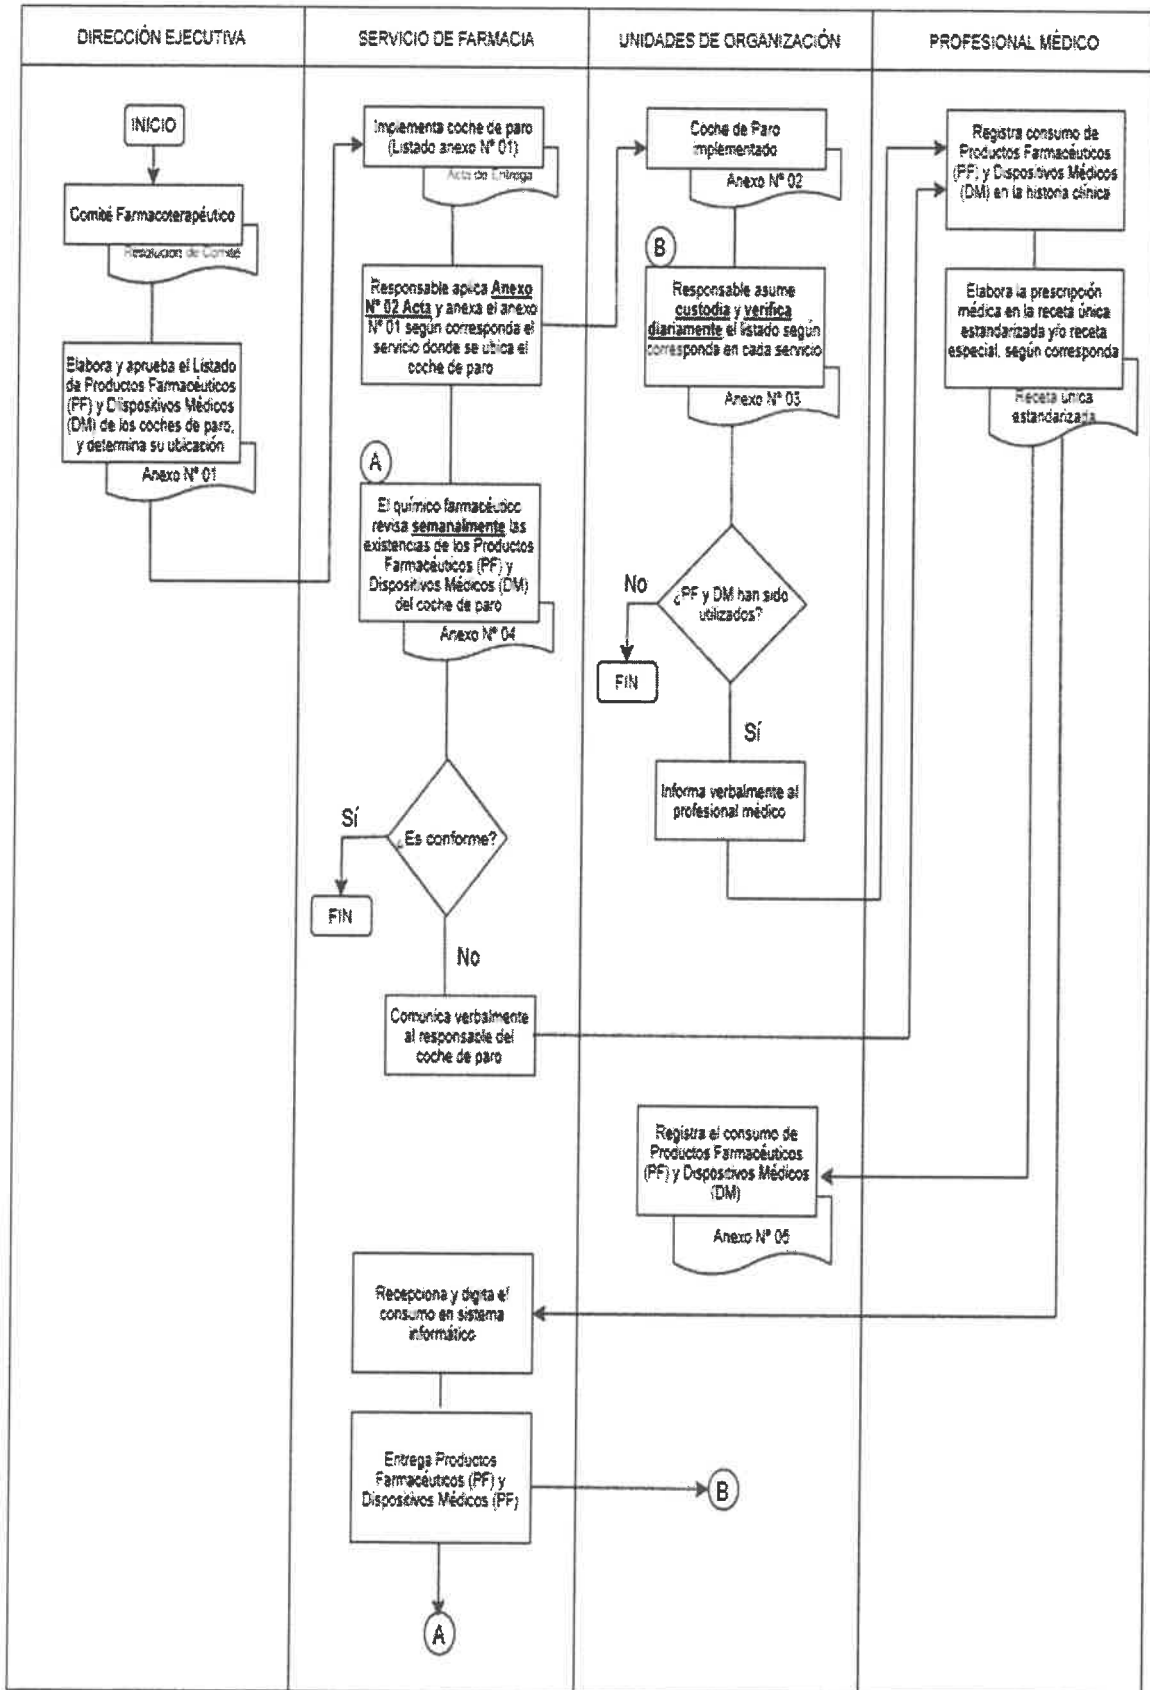 DIRECCIÓN EJECUTIVA
SERVICIO DE FARMACIA
UNIDADES DE ORGANIZACIÓN
PROFESIONAL MÉDICO
INICIO
Comité Farmacoterapéutico
Resolución de Comité
Elabora y aprueba el Listado
de Productos Farmacéuticos
(PF) y Diispositivos Médicos
(DM) de los coches de paro,
y determina su ubicación
Anexo N° 01
Implementa coche de paro
(Listado anexo N° 01)
Acta de Entrega
Responsable aplica Anexo
N° 02 Acta y anexa el anexo
N° 01 según corresponda el
servicio donde se ubica el
coche de paro
A
El químico farmacéutico
revisa semanalmente las
existencias de los Productos
Farmacéuticos (PF) y
Dispositivos Médicos (DM)
del coche de paro
Anexo N° 04
¿Es conforme?
Sí
FIN
No
Comunica verbalmente
al responsable del
coche de paro
Recepciona y digita el
consumo en sistema
informático
Entrega Productos
Farmacéuticos (PF) y
Dispositivos Médicos (PF)
A
Coche de Paro
implementado
Anexo N° 02
B
Responsable asume
custodia y verifica
diariamente el listado según
corresponda en cada servicio
Anexo N° 03
¿PF y DM han sido
utilizados?
No
FIN
Sí
Informa verbalmente al
profesional médico
Registra el consumo de
Productos Farmacéuticos
(PF) y Dispositivos Médicos
(DM)
Anexo N° 05
B
Registra consumo de
Productos Farmacéuticos
(PF) y Dispositivos Médicos
(DM) en la historia clínica
Elabora la prescripción
médica en la receta única
estandarizada y/o receta
especial, según corresponda
Receta única
estandarizada